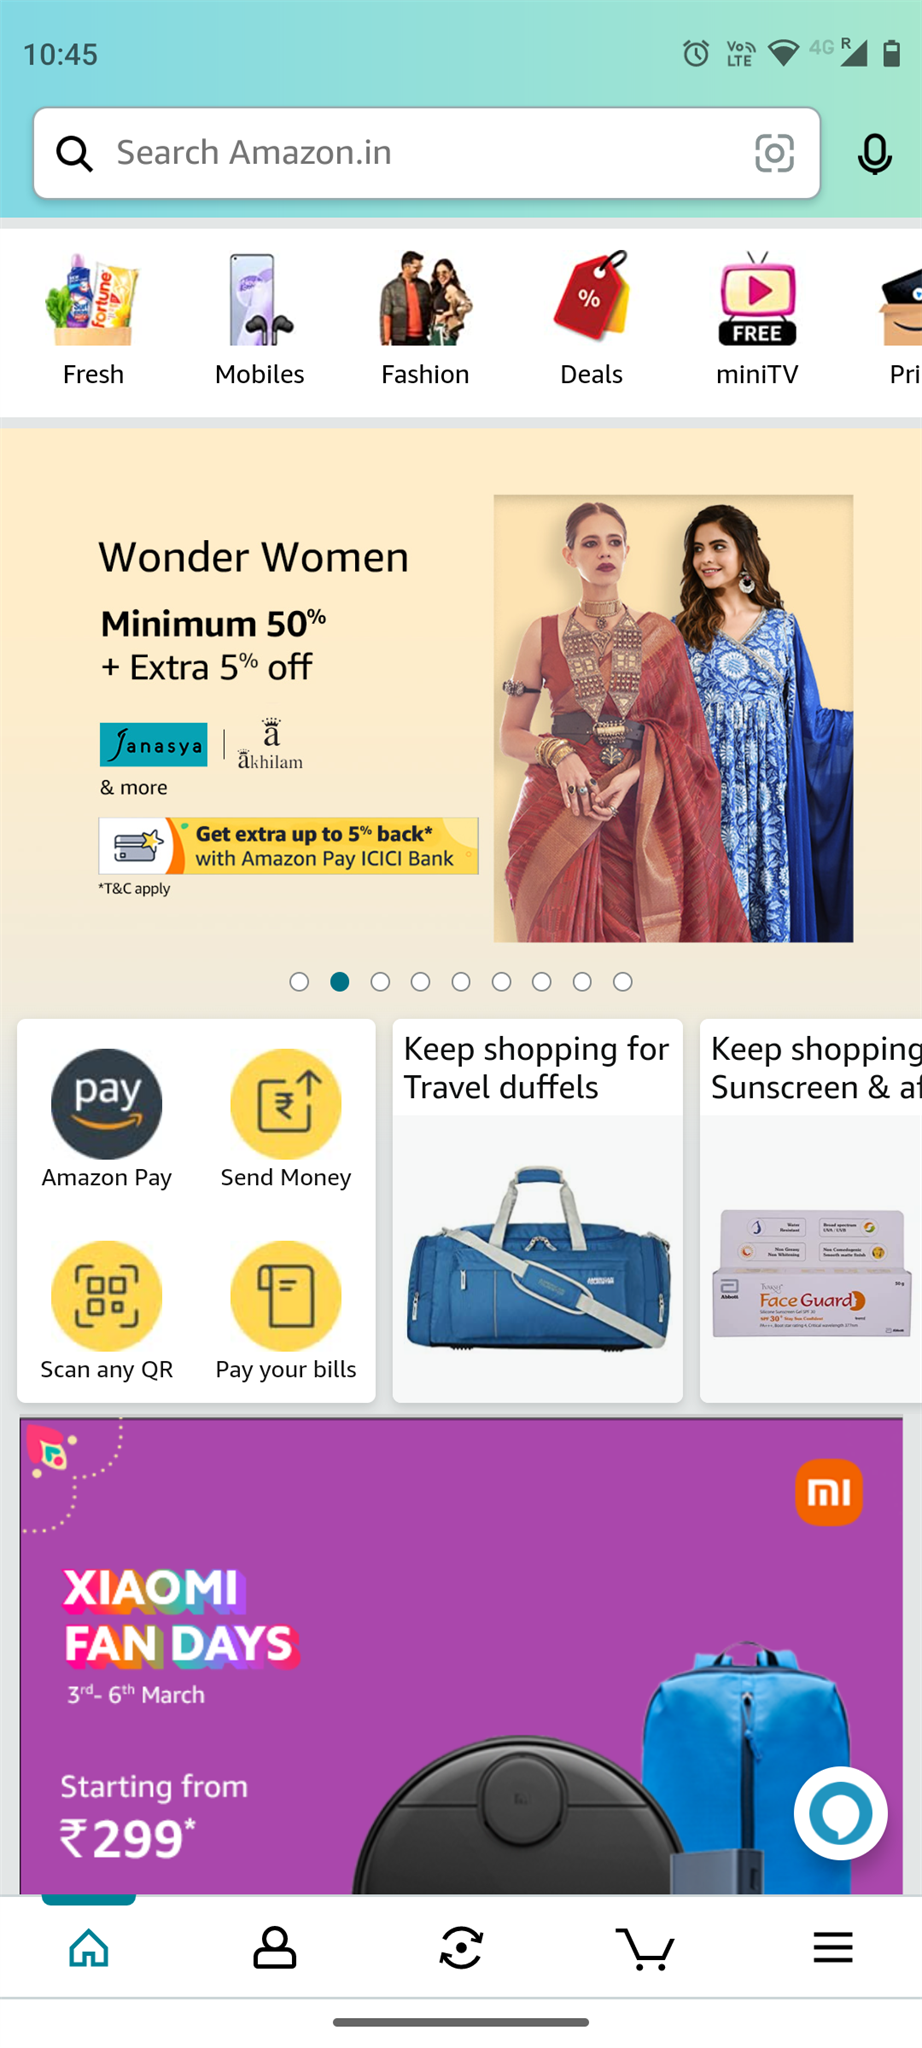 10:45
Vo LTE
4G
R
Search Amazon.in
Fresh
Mobiles
Fashion
%
Deals
FREE
miniTV
Pri
Wonder Women
Minimum 50%
+ Extra 5% off
Janasya
ā
ākhilam
& more
Get extra up to 5% back*
with Amazon Pay ICICI Bank
*T&C apply
pay
Amazon Pay
₹
Send Money
Scan any QR
Pay your bills
Keep shopping for
Travel duffels
Keep shopping
Sunscreen & af
Abbott
Face Guard
SPF 30+
mi
XIAOMI
FAN DAYS
3rd- 6th March
Starting from
₹299*